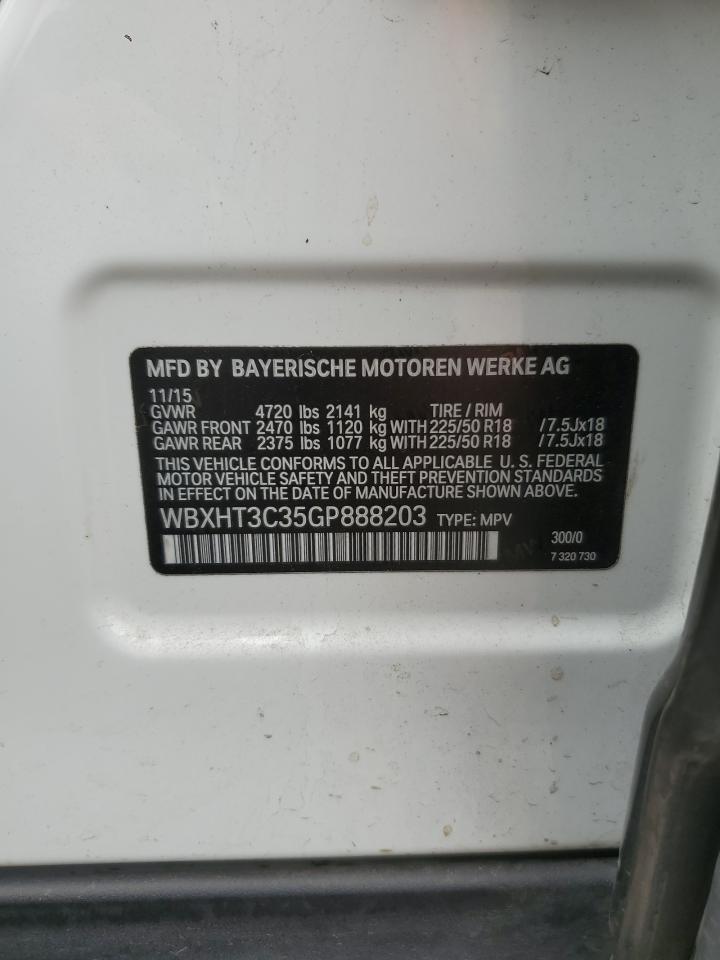 MFD BY BAYERISCHE MOTOREN WERKE AG
11/15
GVWR 4720 lbs 2141 kg TIRE / RIM
GAWR FRONT 2470 lbs 1120 kg WITH 225/50 R18 /7.5Jx18
GAWR REAR 2375 lbs 1077 kg WITH 225/50 R18 /7.5Jx18
THIS VEHICLE CONFORMS TO ALL APPLICABLE U. S. FEDERAL
MOTOR VEHICLE SAFETY AND THEFT PREVENTION STANDARDS
IN EFFECT ON THE DATE OF MANUFACTURE SHOWN ABOVE.
WBXHT3C35GP888203 TYPE: MPV
300/0
7 320 730